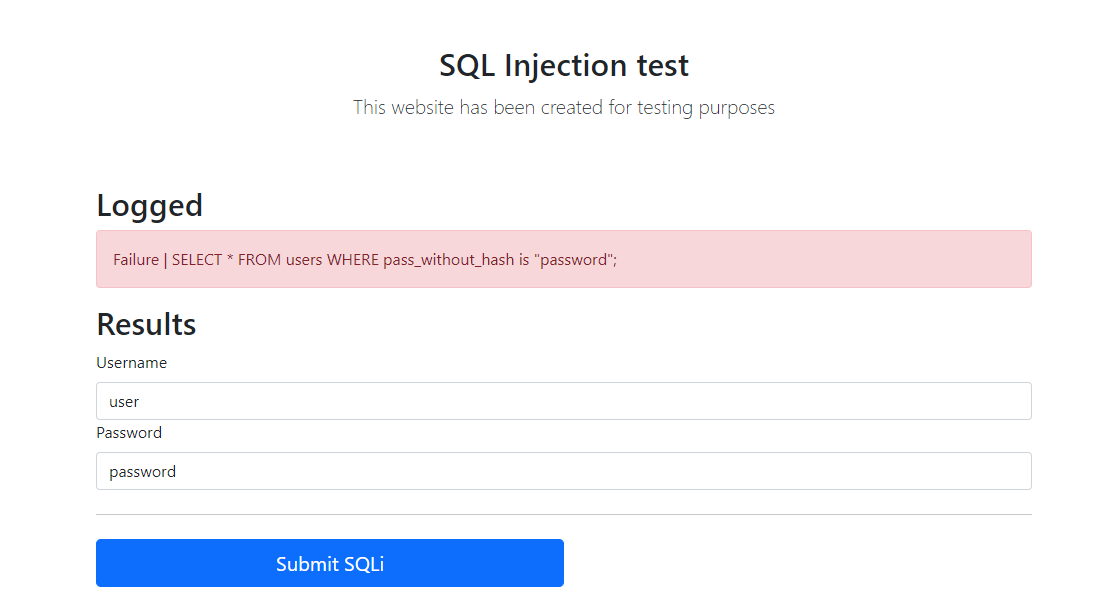 SQL Injection test
This website has been created for testing purposes
Logged
Failure | SELECT * FROM users WHERE pass_without_hash is "password";
Results
Username
user
Password
password
Submit SQLi